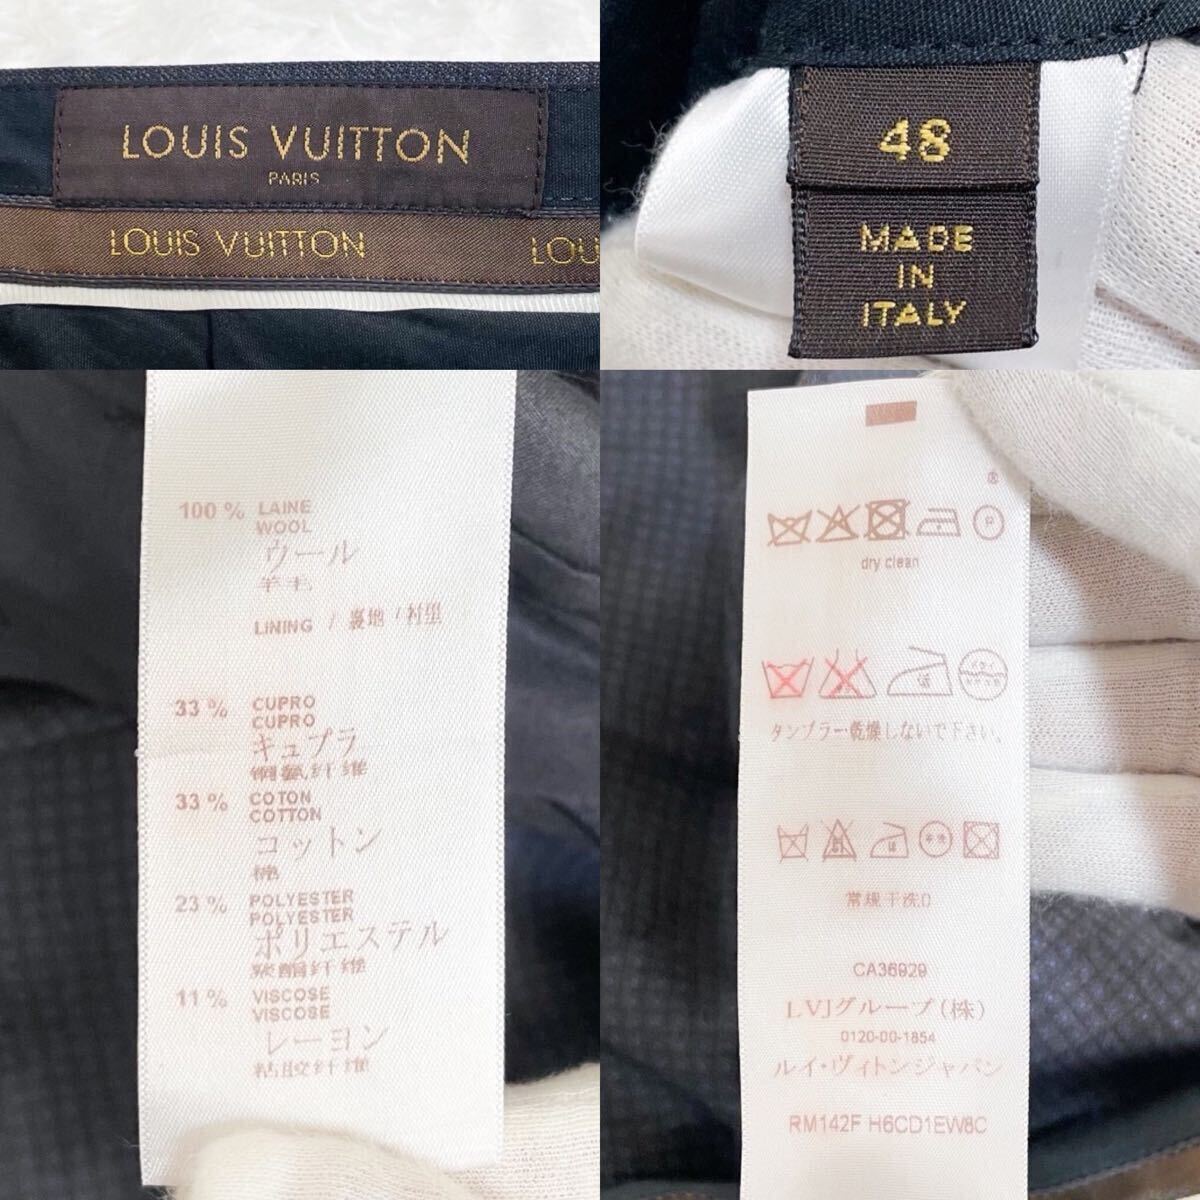 LOUIS VUITTON
PARIS
LOUIS VUITTON
LOU
48
MADE
IN
ITALY
100 % LAINE
WOOL
ウール
羊毛
LINING / 裏地 / 衬里
33 % CUPRO
CUPRO
キュプラ
铜氨纤维
33 % COTON
COTTON
コットン
棉
23 % POLYESTER
POLYESTER
ポリエステル
聚酯纤维
11 % VISCOSE
VISCOSE
レーヨン
粘胶纤维
dry clean
タンブラー乾燥しないで下さい。
常规干洗
CA36929
LVJグループ(株)
0120-00-1854
ルイ・ヴィトンジャパン
RM142F H6CD1EW8C